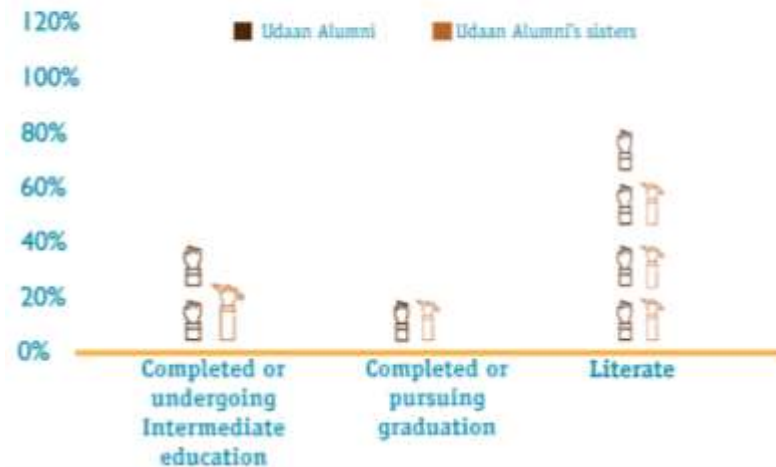 120%
Udaan Alumni
Udaan Alumni's sisters
100%
80%
60%
40%
20%
0%
Completed or
undergoing
Intermediate
education
Completed or
pursuing
graduation
Literate